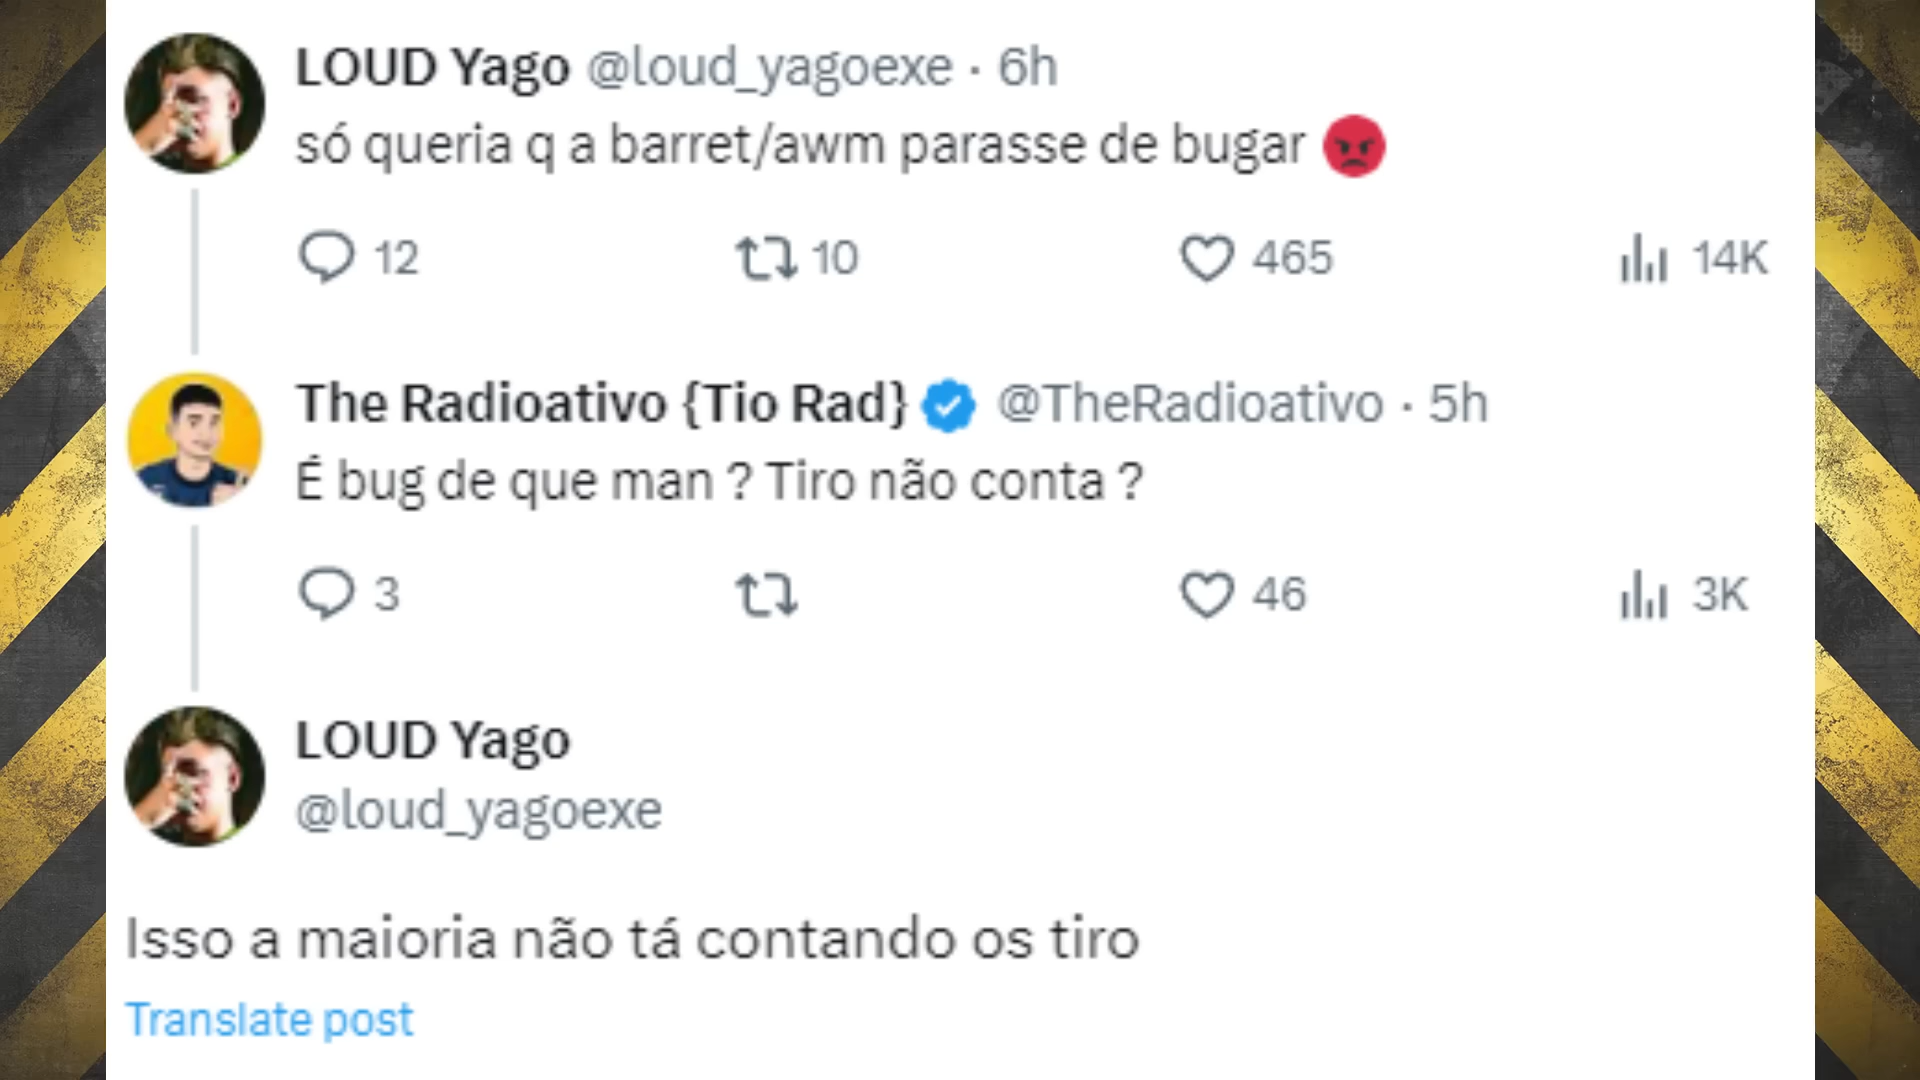 LOUD Yago @loud_yagoexe · 6h
só queria q a barret/awm parasse de bugar 😡
12 10 465 14K
The Radioativo {Tio Rad} @TheRadioativo · 5h
É bug de que man ? Tiro não conta ?
3 46 3K
LOUD Yago
@loud_yagoexe
Isso a maioria não tá contando os tiro
Translate post